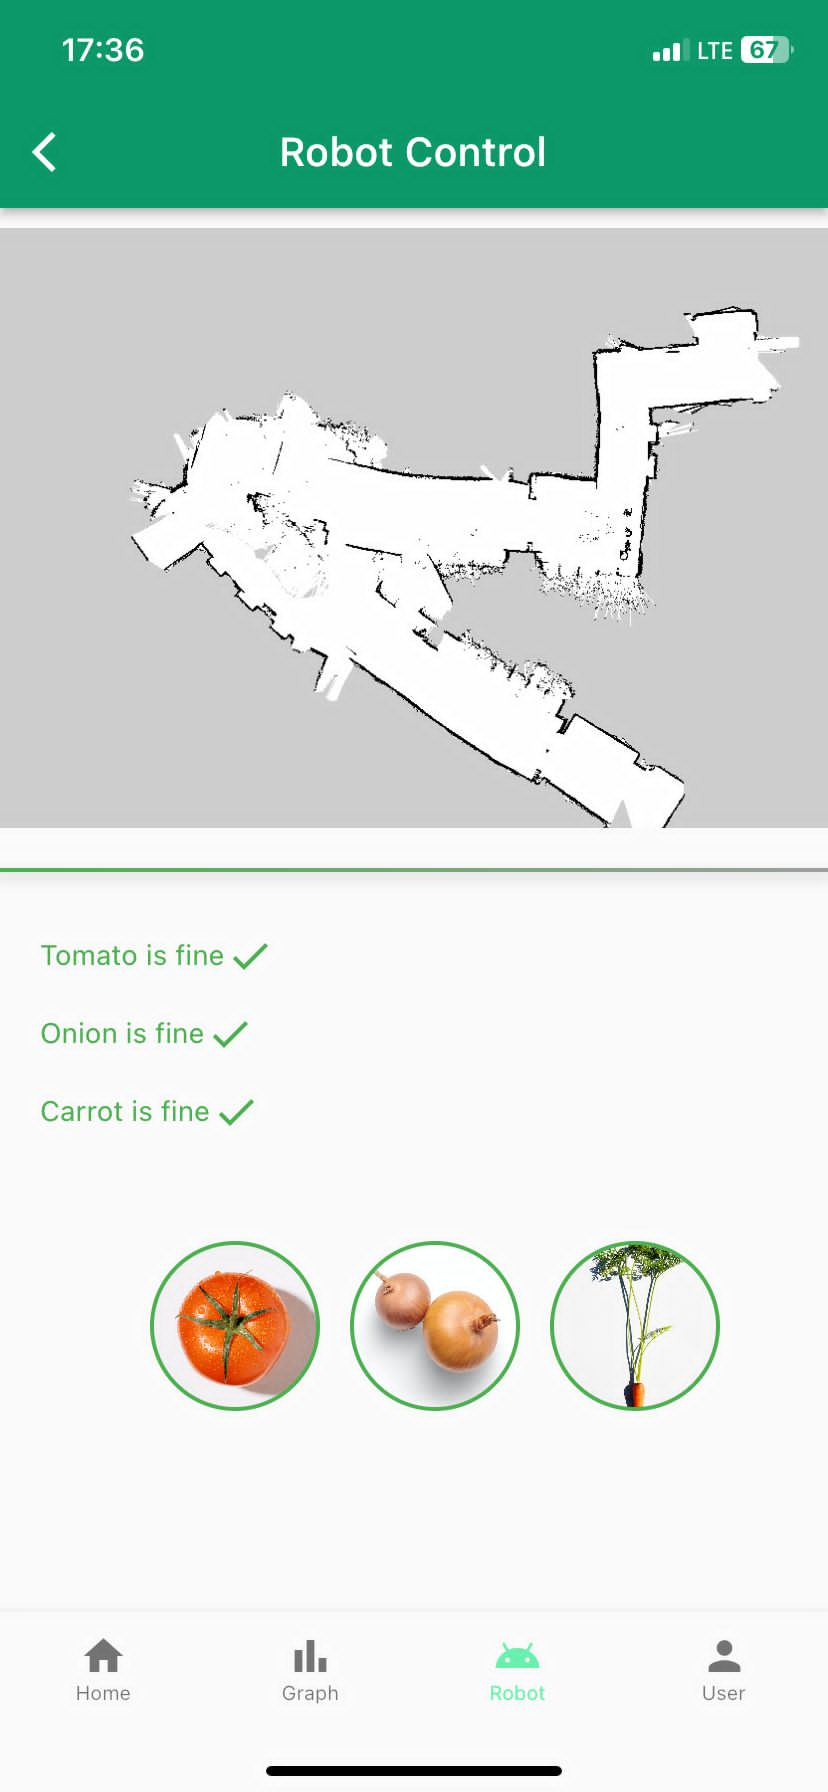 17:36
LTE 67
Robot Control
Tomato is fine
Onion is fine
Carrot is fine
Home
Graph
Robot
User